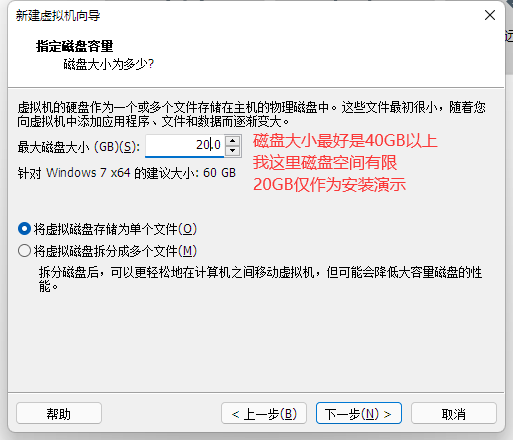 新建虚拟机向导
指定磁盘容量
磁盘大小为多少?
虚拟机的硬盘作为一个或多个文件存储在主机的物理磁盘中。这些文件最初很小，随着您
向虚拟机中添加应用程序、文件和数据而逐渐变大。
最大磁盘大小 (GB)(S): 20.0
磁盘大小最好是40GB以上
针对 Windows 7 x64 的建议大小: 60 GB
我这里磁盘空间有限
20GB仅作为安装演示
将虚拟磁盘存储为单个文件(O)
将虚拟磁盘拆分成多个文件(M)
拆分磁盘后，可以更轻松地在计算机之间移动虚拟机，但可能会降低大容量磁盘的性
能。
帮助
< 上一步(B)
下一步(N) >
取消